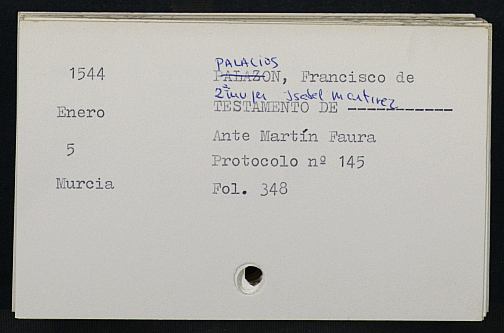 PALACIOS
1544 PALAZON, Francisco de
2ª mujer Isabel Martinez
Enero TESTAMENTO DE
Ante Martín Faura
5 Protocolo nº 145
Murcia Fol. 348